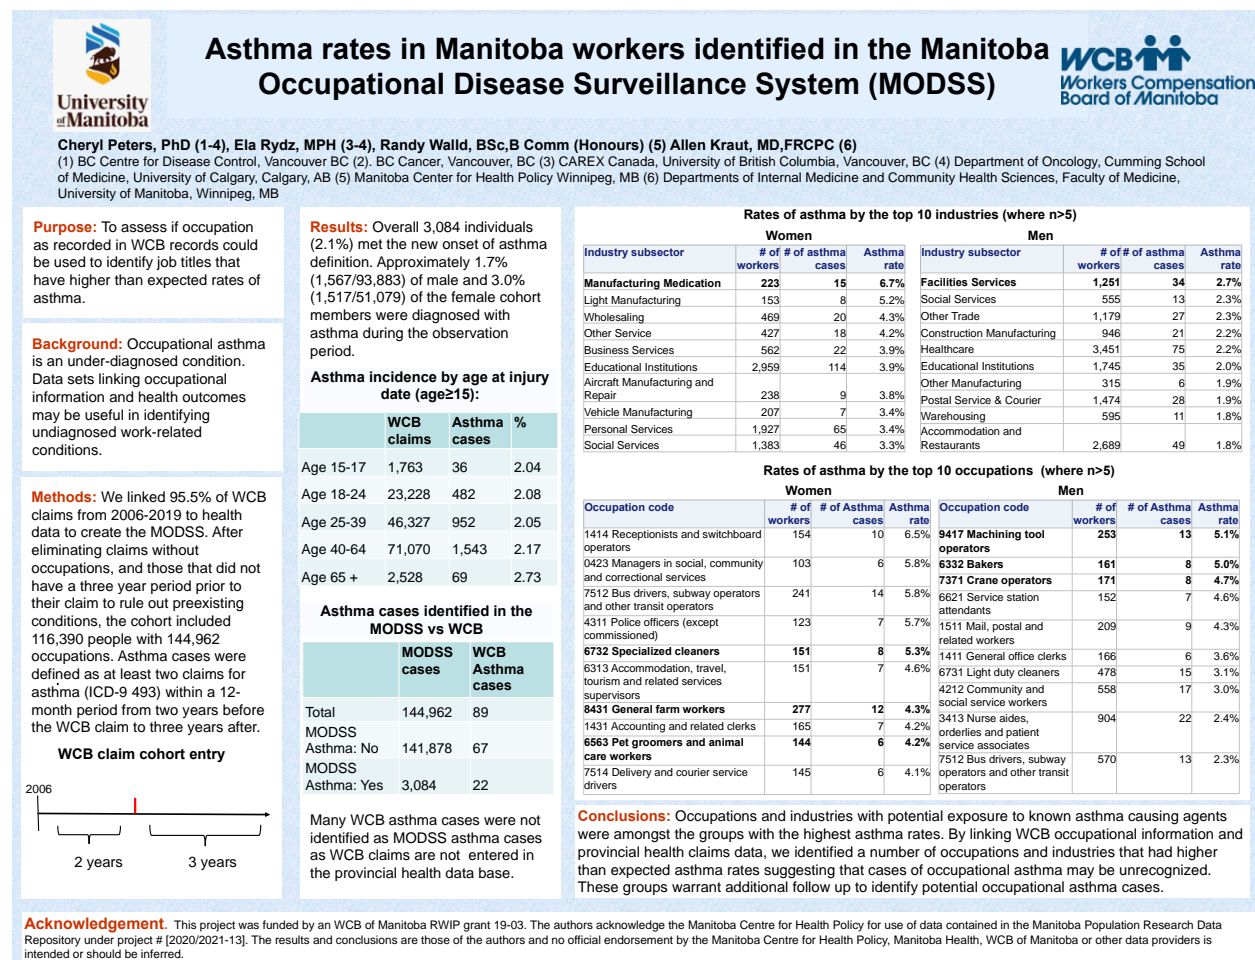 University
of Manitoba
Asthma rates in Manitoba workers identified in the Manitoba
Occupational Disease Surveillance System (MODSS)
WCB
Workers Compensation
Board of Manitoba
Cheryl Peters, PhD (1-4), Ela Rydz, MPH (3-4), Randy Walld, BSc,B Comm (Honours) (5) Allen Kraut, MD,FRCPC (6)
(1) BC Centre for Disease Control, Vancouver BC (2). BC Cancer, Vancouver, BC (3) CAREX Canada, University of British Columbia, Vancouver, BC (4) Department of Oncology, Cumming School
of Medicine, University of Calgary, Calgary, AB (5) Manitoba Center for Health Policy Winnipeg, MB (6) Departments of Internal Medicine and Community Health Sciences, Faculty of Medicine,
University of Manitoba, Winnipeg, MB
Purpose: To assess if occupation
as recorded in WCB records could
be used to identify job titles that
have higher than expected rates of
asthma.
Background: Occupational asthma
is an under-diagnosed condition.
Data sets linking occupational
information and health outcomes
may be useful in identifying
undiagnosed work-related
conditions.
Methods: We linked 95.5% of WCB
claims from 2006-2019 to health
data to create the MODSS. After
eliminating claims without
occupations, and those that did not
have a three year period prior to
their claim to rule out preexisting
conditions, the cohort included
116,390 people with 144,962
occupations. Asthma cases were
defined as at least two claims for
asthma (ICD-9 493) within a 12-
month period from two years before
the WCB claim to three years after.
WCB claim cohort entry
2006
2 years 3 years
Results: Overall 3,084 individuals
(2.1%) met the new onset of asthma
definition. Approximately 1.7%
(1,567/93,883) of male and 3.0%
(1,517/51,079) of the female cohort
members were diagnosed with
asthma during the observation
period.
Asthma incidence by age at injury
date (age≥15):
WCB claims Asthma cases %
Age 15-17 1,763 36 2.04
Age 18-24 23,228 482 2.08
Age 25-39 46,327 952 2.05
Age 40-64 71,070 1,543 2.17
Age 65 + 2,528 69 2.73
Asthma cases identified in the
MODSS vs WCB
MODSS cases WCB Asthma cases
Total 144,962 89
MODSS Asthma: No 141,878 67
MODSS Asthma: Yes 3,084 22
Many WCB asthma cases were not
identified as MODSS asthma cases
as WCB claims are not entered in
the provincial health data base.
Rates of asthma by the top 10 industries (where n>5)
Women
Industry subsector # of workers # of asthma cases Asthma rate
Manufacturing Medication 223 15 6.7%
Light Manufacturing 153 8 5.2%
Wholesaling 469 20 4.3%
Other Service 427 18 4.2%
Business Services 562 22 3.9%
Educational Institutions 2,959 114 3.9%
Aircraft Manufacturing and Repair 238 9 3.8%
Vehicle Manufacturing 207 7 3.4%
Personal Services 1,927 65 3.4%
Social Services 1,383 46 3.3%
Men
Industry subsector # of workers # of asthma cases Asthma rate
Facilities Services 1,251 34 2.7%
Social Services 555 13 2.3%
Other Trade 1,179 27 2.3%
Construction Manufacturing 946 21 2.2%
Healthcare 3,451 75 2.2%
Educational Institutions 1,745 35 2.0%
Other Manufacturing 315 6 1.9%
Postal Service & Courier 1,474 28 1.9%
Warehousing 595 11 1.8%
Accommodation and Restaurants 2,689 49 1.8%
Rates of asthma by the top 10 occupations (where n>5)
Women
Occupation code # of workers # of Asthma cases Asthma rate
1414 Receptionists and switchboard operators 154 10 6.5%
0423 Managers in social, community and correctional services 103 6 5.8%
7512 Bus drivers, subway operators and other transit operators 241 14 5.8%
4311 Police officers (except commissioned) 123 7 5.7%
6732 Specialized cleaners 151 8 5.3%
6313 Accommodation, travel, tourism and related services supervisors 151 7 4.6%
8431 General farm workers 277 12 4.3%
1431 Accounting and related clerks 165 7 4.2%
6563 Pet groomers and animal care workers 144 6 4.2%
7514 Delivery and courier service drivers 145 6 4.1%
Men
Occupation code # of workers # of Asthma cases Asthma rate
9417 Machining tool operators 253 13 5.1%
6332 Bakers 161 8 5.0%
7371 Crane operators 171 8 4.7%
6621 Service station attendants 152 7 4.6%
1511 Mail, postal and related workers 209 9 4.3%
1411 General office clerks 166 6 3.6%
6731 Light duty cleaners 478 15 3.1%
4212 Community and social service workers 558 17 3.0%
3413 Nurse aides, orderlies and patient service associates 904 22 2.4%
7512 Bus drivers, subway operators and other transit operators 570 13 2.3%
Conclusions: Occupations and industries with potential exposure to known asthma causing agents
were amongst the groups with the highest asthma rates. By linking WCB occupational information and
provincial health claims data, we identified a number of occupations and industries that had higher
than expected asthma rates suggesting that cases of occupational asthma may be unrecognized.
These groups warrant additional follow up to identify potential occupational asthma cases.
Acknowledgement. This project was funded by an WCB of Manitoba RWIP grant 19-03. The authors acknowledge the Manitoba Centre for Health Policy for use of data contained in the Manitoba Population Research Data
Repository under project # [2020/2021-13]. The results and conclusions are those of the authors and no official endorsement by the Manitoba Centre for Health Policy, Manitoba Health, WCB of Manitoba or other data providers is
intended or should be inferred.